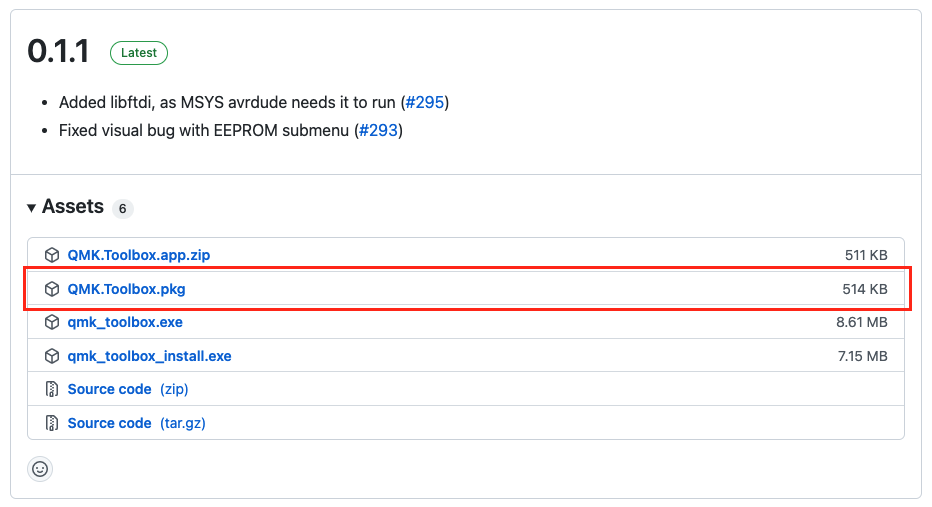 0.1.1 Latest
Added libftdi, as MSYS avrdude needs it to run (#295)
Fixed visual bug with EEPROM submenu (#293)
Assets 6
QMK.Toolbox.app.zip 511 KB
QMK.Toolbox.pkg 514 KB
qmk_toolbox.exe 8.61 MB
qmk_toolbox_install.exe 7.15 MB
Source code (zip)
Source code (tar.gz)